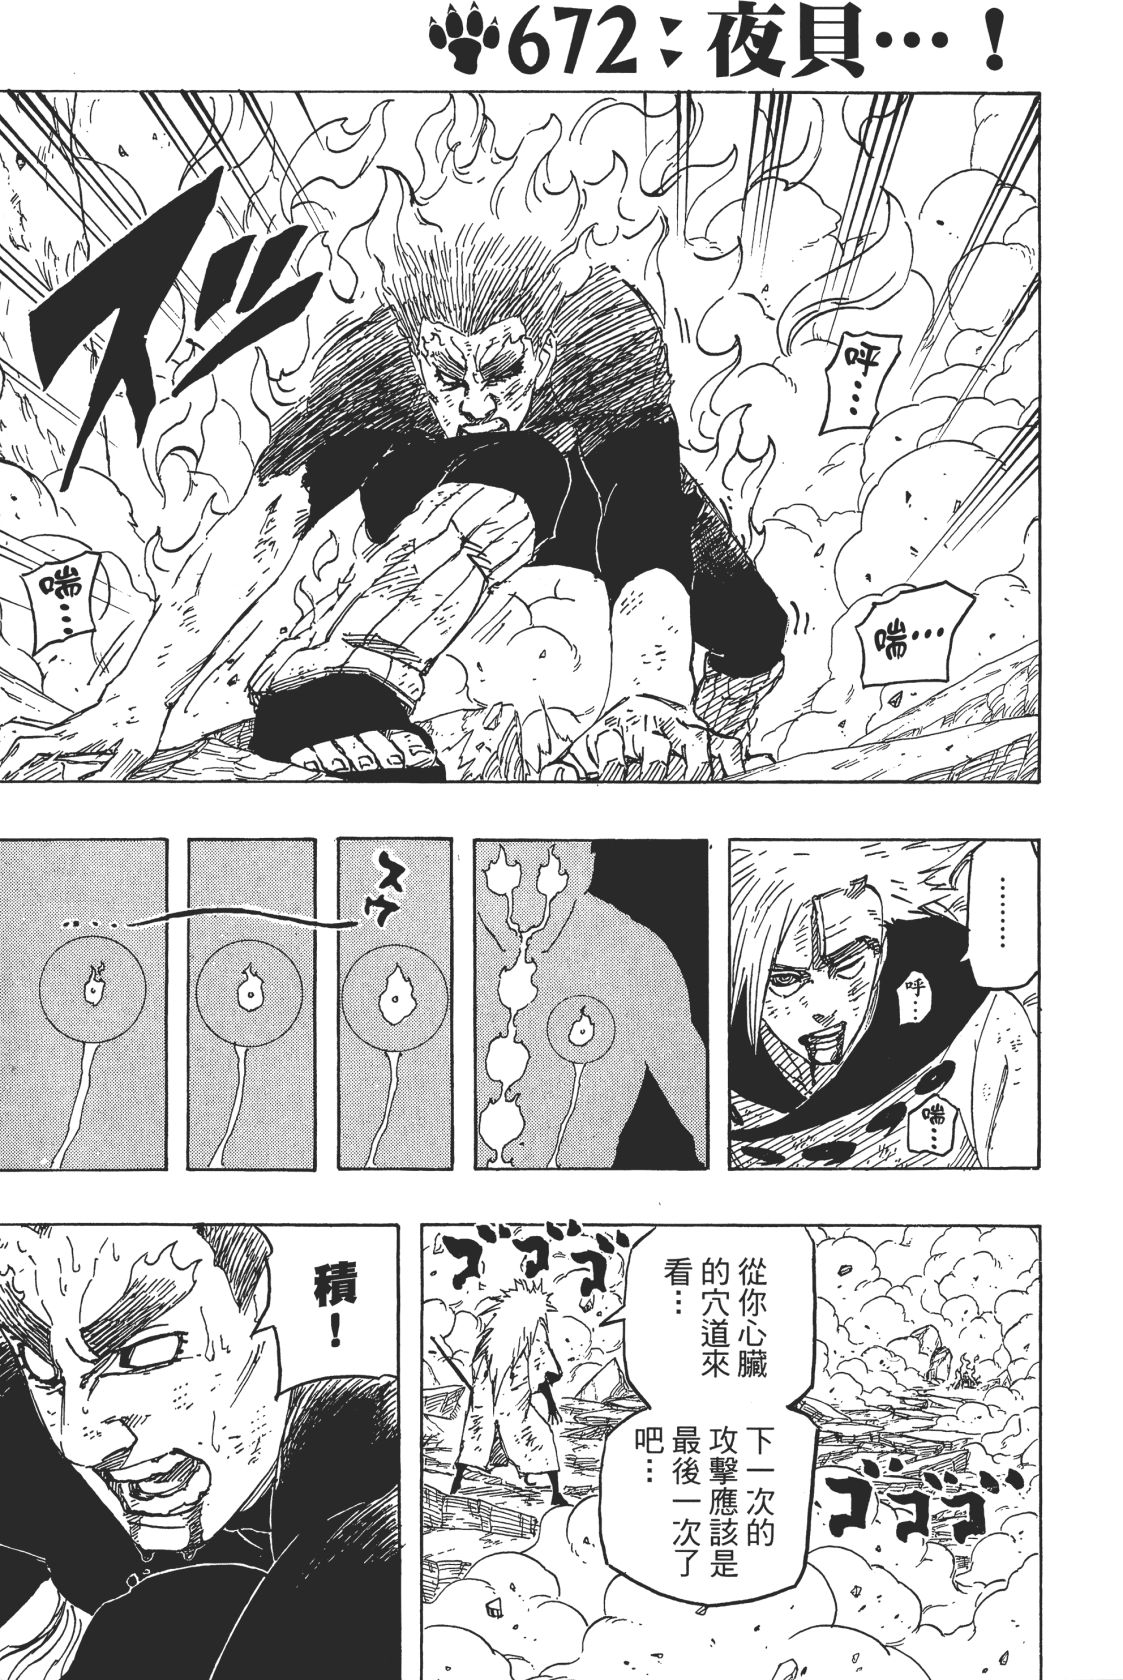 672：夜貝…！
ズッ
呼…
喘…
喘…
………
呼…
喘…
スゥ
從你心臟
的穴道來
看…
下一次的
攻擊應該是
最後一次了
吧…
ゴゴゴ
ゴゴゴゴ
積！